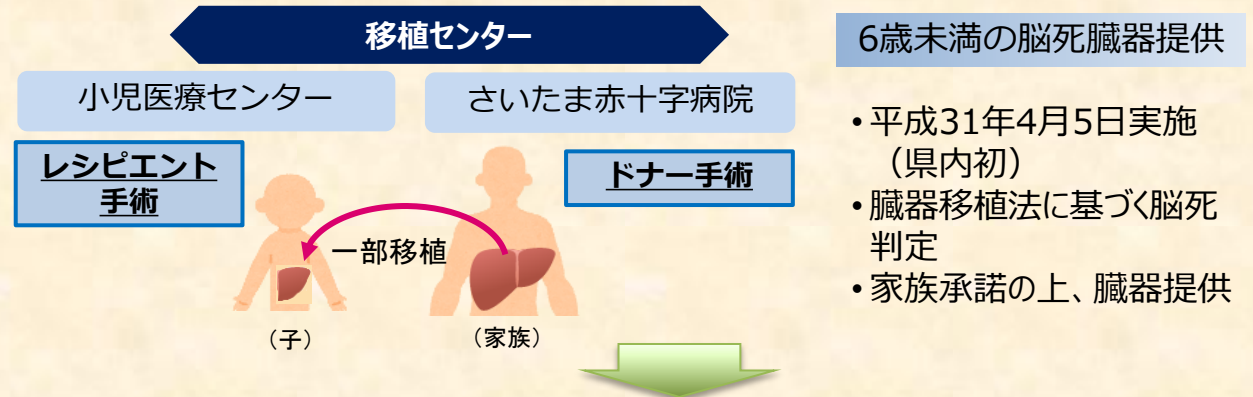 移植センター
小児医療センター
さいたま赤十字病院
レシピエント
手術
ドナー手術
一部移植
（子）
（家族）
6歳未満の脳死臓器提供
•平成31年4月5日実施
（県内初）
•臓器移植法に基づく脳死
判定
•家族承諾の上、臓器提供